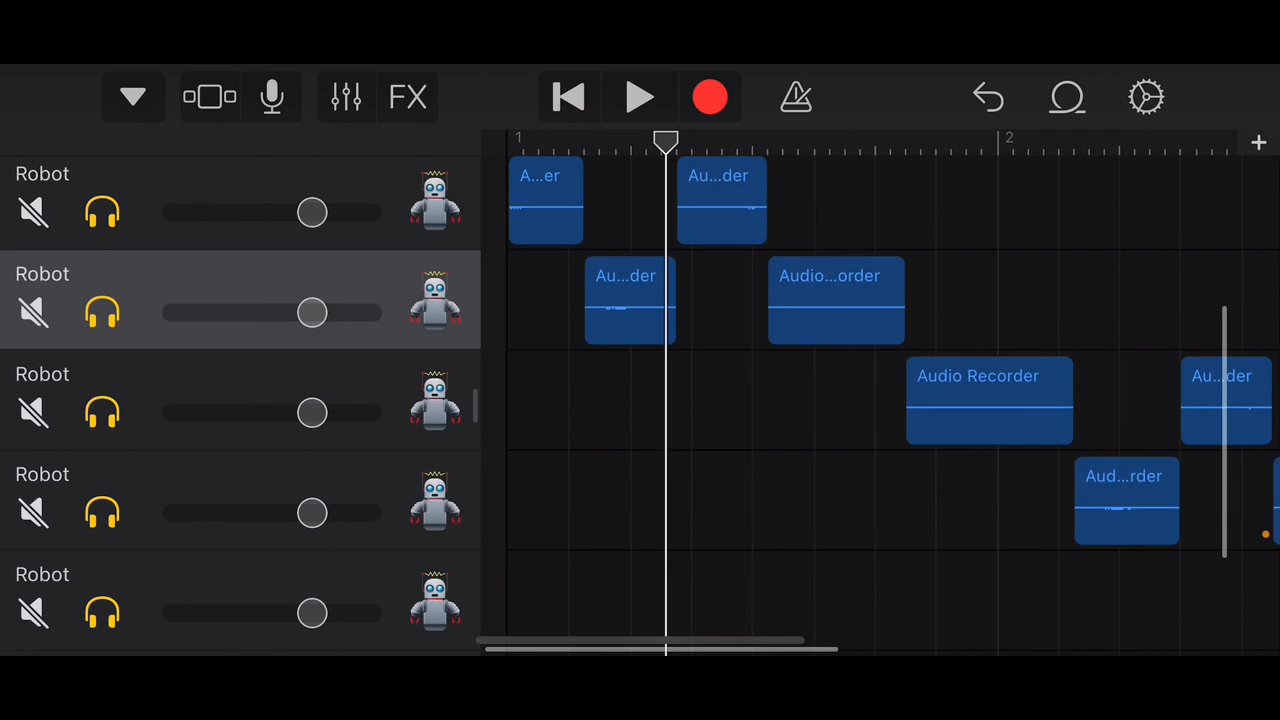 FX
1
2
Robot
A...er
Au...der
Robot
Au...der
Audio...order
Robot
Audio Recorder
Au...der
Robot
Aud...rder
Robot